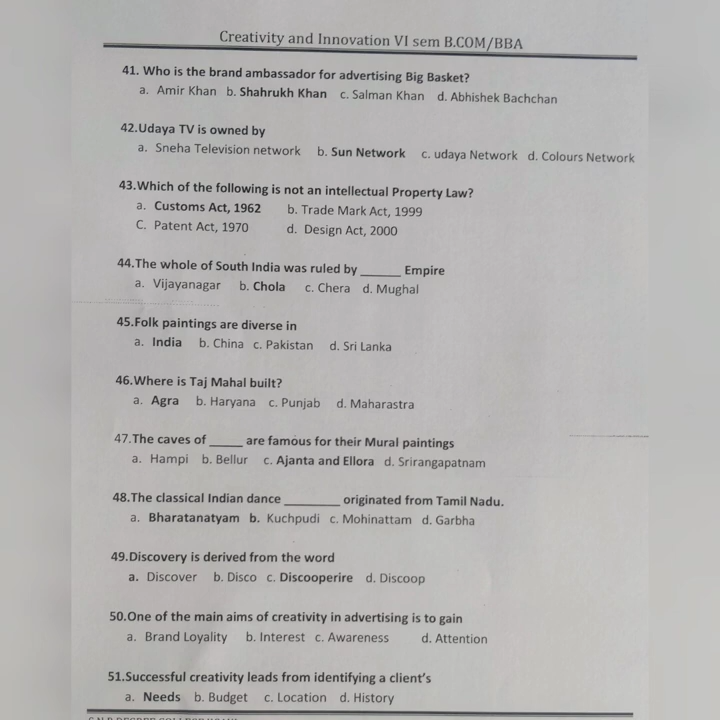 Creativity and Innovation VI sem B.COM/BBA
41. Who is the brand ambassador for advertising Big Basket?
a. Amir Khan b. Shahrukh Khan c. Salman Khan d. Abhishek Bachchan
42.Udaya TV is owned by
a. Sneha Television network b. Sun Network c. udaya Network d. Colours Network
43.Which of the following is not an intellectual Property Law?
a. Customs Act, 1962 b. Trade Mark Act, 1999
C. Patent Act, 1970 d. Design Act, 2000
44.The whole of South India was ruled by ______ Empire
a. Vijayanagar b. Chola c. Chera d. Mughal
45.Folk paintings are diverse in
a. India b. China c. Pakistan d. Sri Lanka
46.Where is Taj Mahal built?
a. Agra b. Haryana c. Punjab d. Maharastra
47.The caves of _____ are famous for their Mural paintings
a. Hampi b. Bellur c. Ajanta and Ellora d. Srirangapatnam
48.The classical Indian dance ________ originated from Tamil Nadu.
a. Bharatanatyam b. Kuchpudi c. Mohinattam d. Garbha
49.Discovery is derived from the word
a. Discover b. Disco c. Discooperire d. Discoop
50.One of the main aims of creativity in advertising is to gain
a. Brand Loyality b. Interest c. Awareness d. Attention
51.Successful creativity leads from identifying a client's
a. Needs b. Budget c. Location d. History